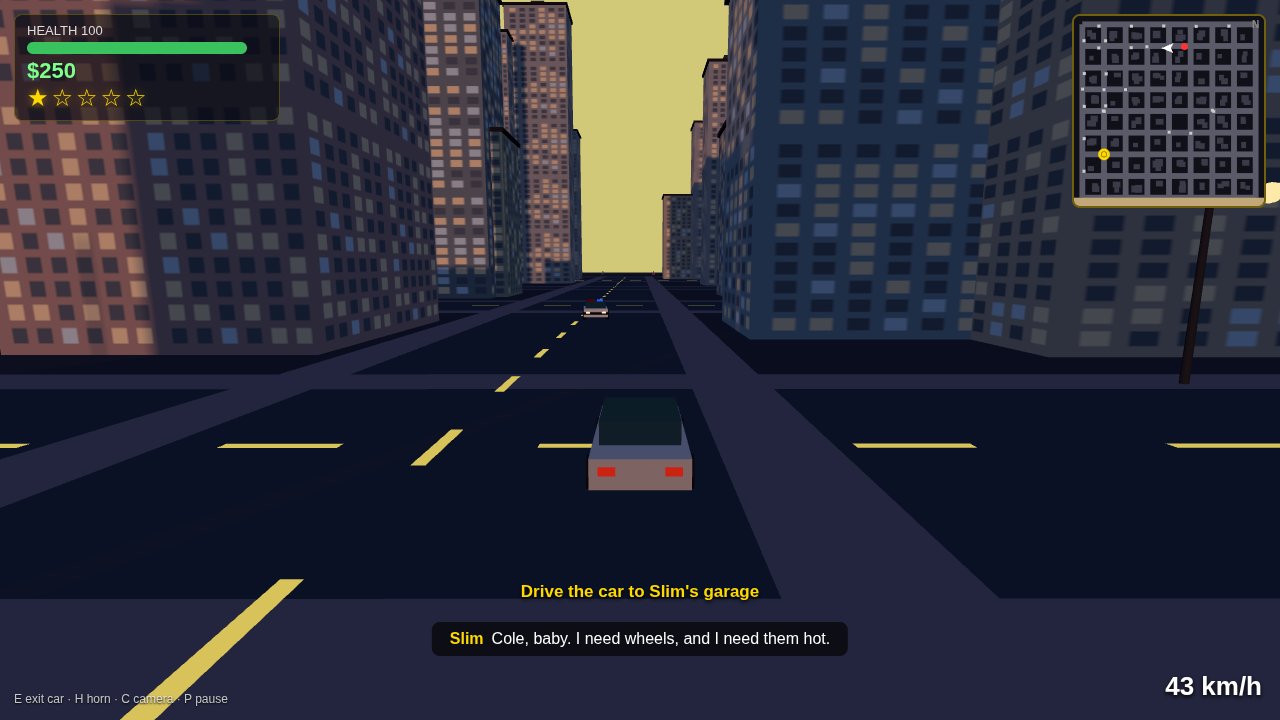 HEALTH 100
$250
★☆☆☆☆
N
Drive the car to Slim's garage
Slim Cole, baby. I need wheels, and I need them hot.
E exit car · H horn · C camera · P pause
43 km/h